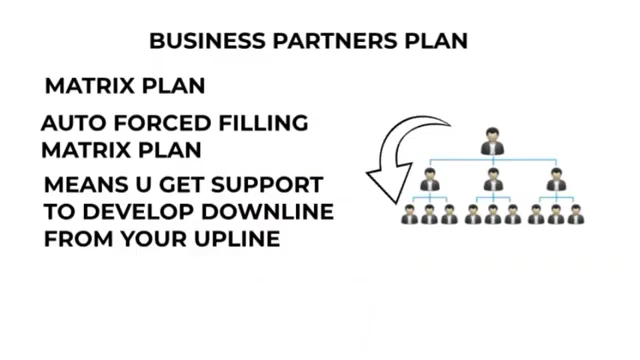 BUSINESS PARTNERS PLAN
MATRIX PLAN
AUTO FORCED FILLING
MATRIX PLAN
MEANS U GET SUPPORT
TO DEVELOP DOWNLINE
FROM YOUR UPLINE